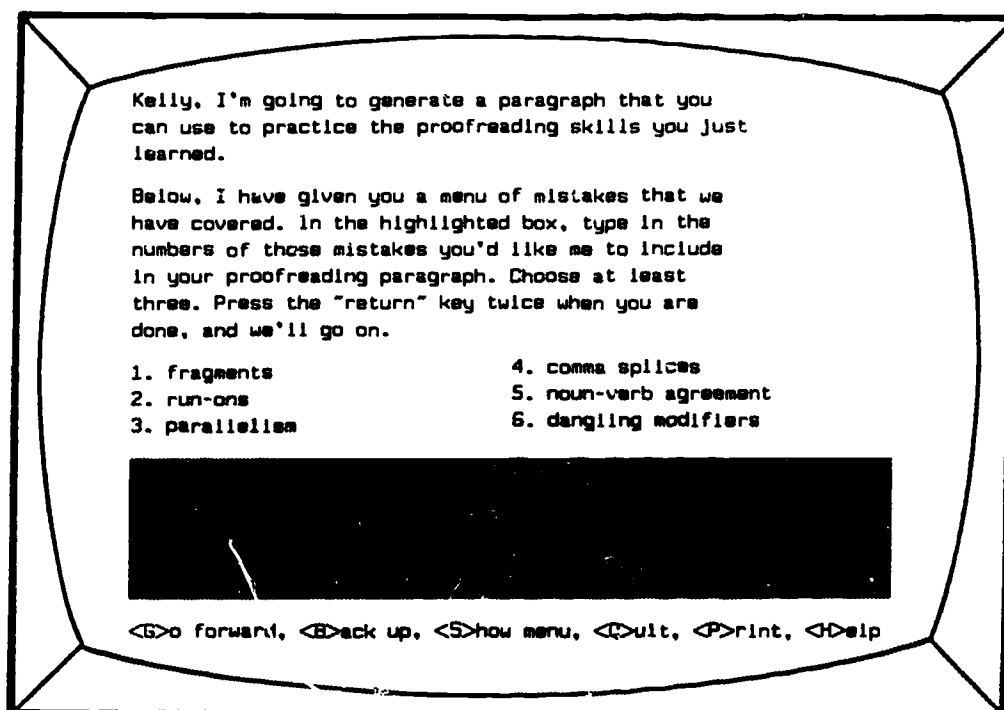 Kelly, I'm going to generate a paragraph that you
can use to practice the proofreading skills you just
learned.
Below, I have given you a menu of mistakes that we
have covered. In the highlighted box, type in the
numbers of those mistakes you'd like me to include
in your proofreading paragraph. Choose at least
three. Press the "return" key twice when you are
done, and we'll go on.
1. fragments
2. run-ons
3. parallelism
4. comma splices
5. noun-verb agreement
6. dangling modifiers
<G>o forward, <B>ack up, <S>how menu, <Q>uit, <P>rint, <H>elp